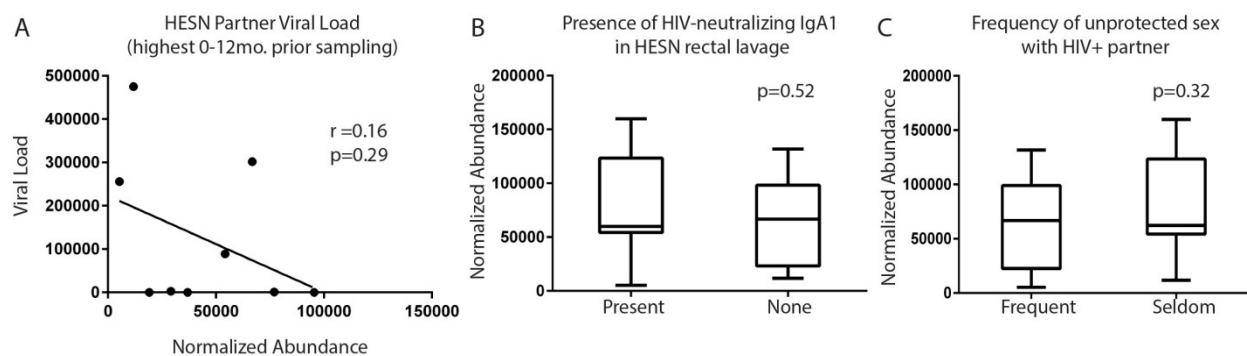 A
HESN Partner Viral Load
(highest 0-12mo. prior sampling)
500000
400000
300000
200000
100000
0
Viral Load
r =0.16
p=0.29
0
50000
100000
150000
Normalized Abundance
B
Presence of HIV-neutralizing IgA1
in HESN rectal lavage
200000
150000
100000
50000
0
Normalized Abundance
p=0.52
Present
None
C
Frequency of unprotected sex
with HIV+ partner
200000
150000
100000
50000
0
Normalized Abundance
p=0.32
Frequent
Seldom